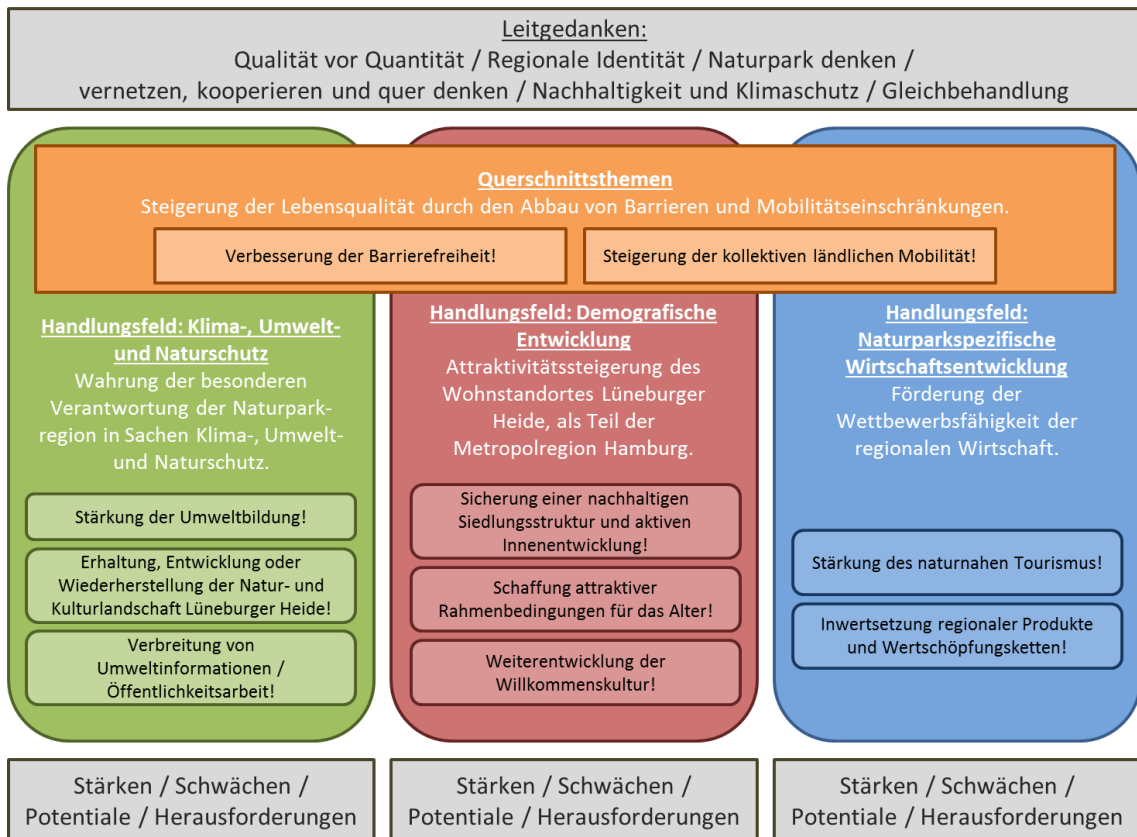 Leitgedanken:
Qualität vor Quantität / Regionale Identität / Naturpark denken /
vernetzen, kooperieren und quer denken / Nachhaltigkeit und Klimaschutz / Gleichbehandlung
Querschnittsthemen
Steigerung der Lebensqualität durch den Abbau von Barrieren und Mobilitätseinschränkungen.
Verbesserung der Barrierefreiheit!
Steigerung der kollektiven ländlichen Mobilität!
Handlungsfeld: Klima-, Umwelt-
und Naturschutz
Wahrung der besonderen
Verantwortung der Naturpark-
region in Sachen Klima-, Umwelt-
und Naturschutz.
Stärkung der Umweltbildung!
Erhaltung, Entwicklung oder
Wiederherstellung der Natur- und
Kulturlandschaft Lüneburger Heide!
Verbreitung von
Umweltinformationen /
Öffentlichkeitsarbeit!
Handlungsfeld: Demografische
Entwicklung
Attraktivitätssteigerung des
Wohnstandortes Lüneburger
Heide, als Teil der
Metropolregion Hamburg.
Sicherung einer nachhaltigen
Siedlungsstruktur und aktiven
Innenentwicklung!
Schaffung attraktiver
Rahmenbedingungen für das Alter!
Weiterentwicklung der
Willkommenskultur!
Handlungsfeld:
Naturparkspezifische
Wirtschaftsentwicklung
Förderung der
Wettbewerbsfähigkeit der
regionalen Wirtschaft.
Stärkung des naturnahen Tourismus!
Inwertsetzung regionaler Produkte
und Wertschöpfungsketten!
Stärken / Schwächen /
Potentiale / Herausforderungen
Stärken / Schwächen /
Potentiale / Herausforderungen
Stärken / Schwächen /
Potentiale / Herausforderungen